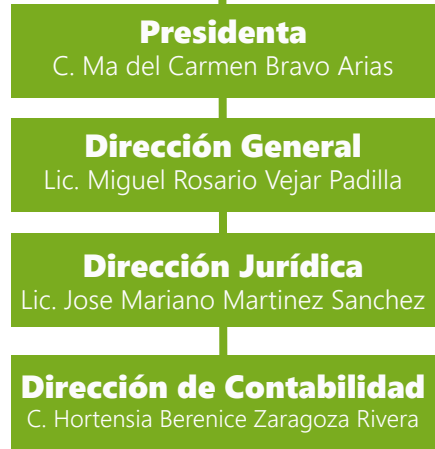 Presidenta
C. Ma del Carmen Bravo Arias
Dirección General
Lic. Miguel Rosario Vejar Padilla
Dirección Jurídica
Lic. Jose Mariano Martinez Sanchez
Dirección de Contabilidad
C. Hortensia Berenice Zaragoza Rivera